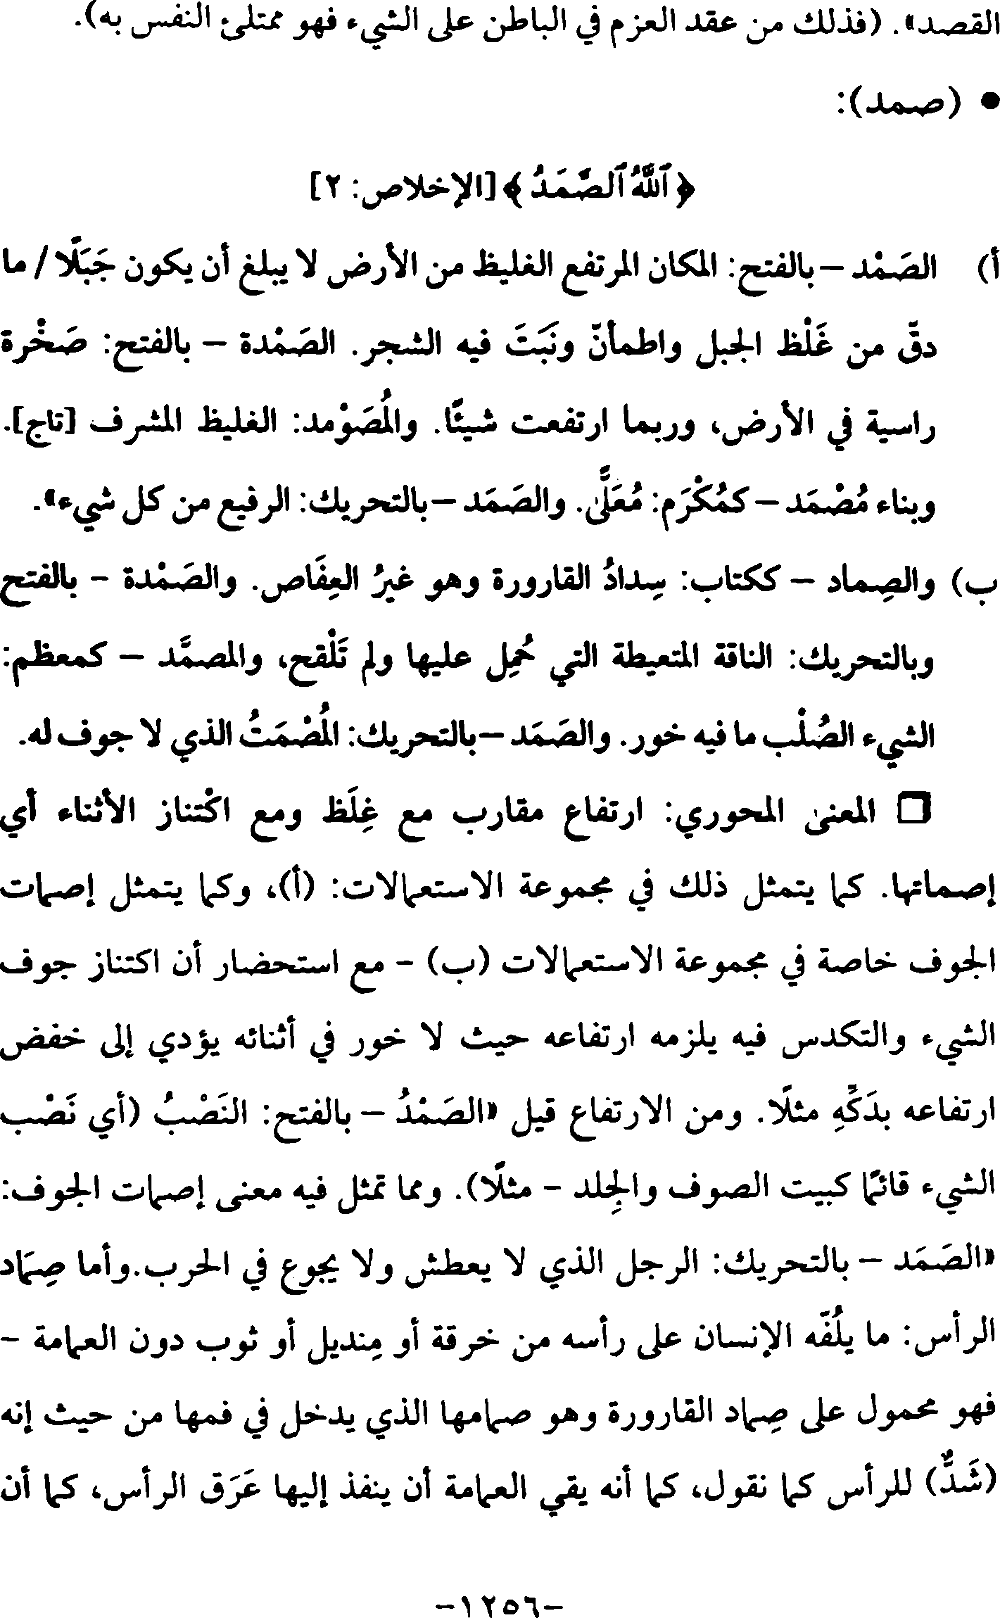 القصد». (فذلك من عقد العزم في الباطن على الشيء فهو ممتلئ النفس به).
• (صمد):
﴿ٱللَّهُ ٱلصَّمَدُ﴾ [الإخلاص: ٢]
أ) الصَمْد – بالفتح: المكان المرتفع الغليظ من الأرض لا يبلغ أن يكون جَبَلًا / ما
دقّ من غَلْظ الجبل واطمأنّ ونَبَتَ فيه الشجر. الصَمْدة – بالفتح: صَخْرة
راسية في الأرض، وربما ارتفعت شيئًا. والمُصَوْمد: الغليظ المشرف [تاج].
وبناء مُصْمَد – كمُكْرَم: مُعَلًّى. والصَمَد – بالتحريك: الرفيع من كل شيء».
ب) والصِماد – ككتاب: سِدادُ القارورة وهو غيرُ العِفَاص. والصَمْدة – بالفتح
وبالتحريك: الناقة المتعيطة التي حُمِل عليها ولم تَلْقح، والمصمَّد – كمعظم:
الشيء الصُلْب ما فيه خور. والصَمَد – بالتحريك: المُصْمَتُ الذي لا جوف له.
□ المعنى المحوري: ارتفاع مقارب مع غِلَظ ومع اكْتناز الأثناء أي
إصماتها. كما يتمثل ذلك في مجموعة الاستعمالات: (أ)، وكما يتمثل إصمات
الجوف خاصة في مجموعة الاستعمالات (ب) – مع استحضار أن اكتناز جوف
الشيء والتكدس فيه يلزمه ارتفاعه حيث لا خور في أثنائه يؤدي إلى خفض
ارتفاعه بدَكِّهِ مثلًا. ومن الارتفاع قيل «الصَمْدُ – بالفتح: النَصْبُ (أي نَصْب
الشيء قائمًا كبيت الصوف والجِلد – مثلًا). ومما تمثل فيه معنى إصمات الجوف:
«الصَمَد – بالتحريك: الرجل الذي لا يعطش ولا يجوع في الحرب. وأما صِمَاد
الرأس: ما يلُفّه الإنسان على رأسه من خرقة أو مِنديل أو ثوب دون العمامة –
فهو محمول على صِماد القارورة وهو صمامها الذي يدخل في فمها من حيث إنه
(شَدٌّ) للرأس كما نقول، كما أنه يقي العمامة أن ينفذ إليها عَرَق الرأس، كما أن
–١٢٥٦–